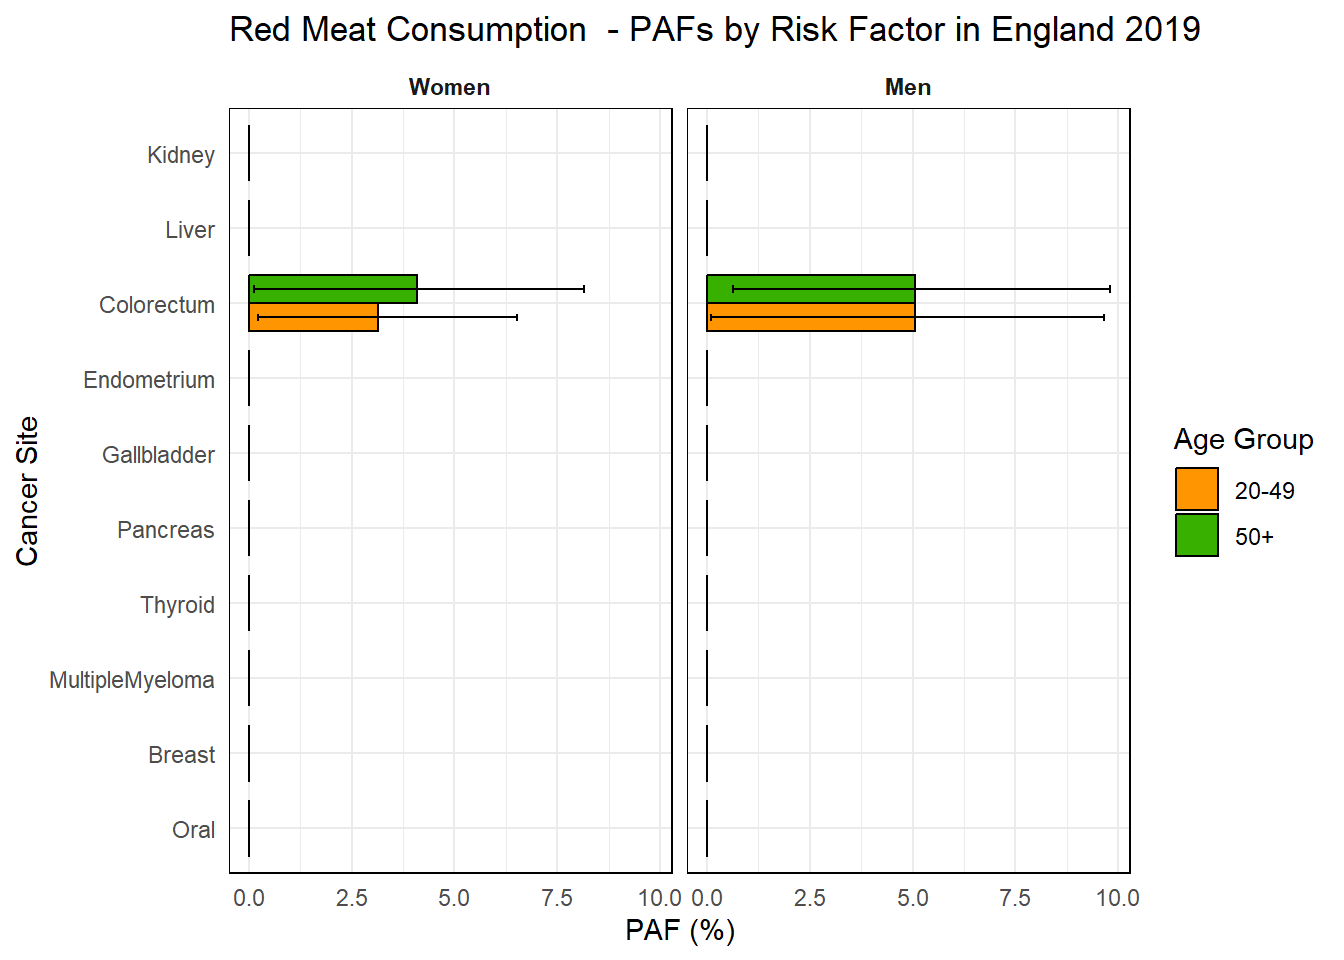 Red Meat Consumption  - PAFs by Risk Factor in England 2019
Women
Men
Cancer Site
Kidney
Liver
Colorectum
Endometrium
Gallbladder
Pancreas
Thyroid
MultipleMyeloma
Breast
Oral
0.0 2.5 5.0 7.5 10.0
0.0 2.5 5.0 7.5 10.0
PAF (%)
Age Group
20-49
50+